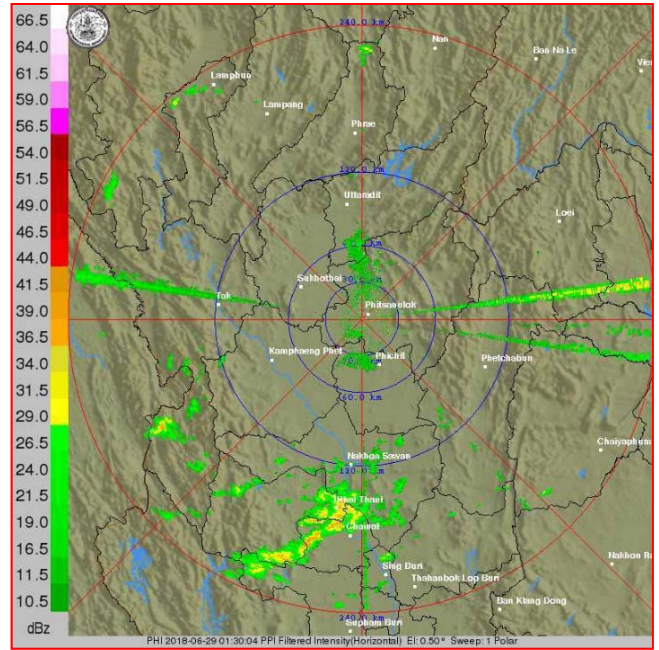 66.5
64.0
61.5
59.0
56.5
54.0
51.5
49.0
46.5
44.0
41.5
39.0
36.5
34.0
31.5
29.0
26.5
24.0
21.5
19.0
16.5
11.5
10.5
dBz
240.0 km
Nan
Ban Na Le
Lamphun
Lampang
Phrae
120.0 km
Uttaradit
Loei
Sukhothai
Tak
Phitsanulok
Kamphaeng Phet
Phichit
Phetchabun
60.0 km
Chaiyaphum
Nakhon Sawan
120.0 km
Uthai Thani
Chainat
Sing Buri
Thahanbok Lop Buri
Ban Klang Dong
240.0 km
Suphan Buri
PHI 2018-06-29 01:30:04 PPI Filtered Intensity(Horizontal) El: 0.50° Sweep: 1 Polar